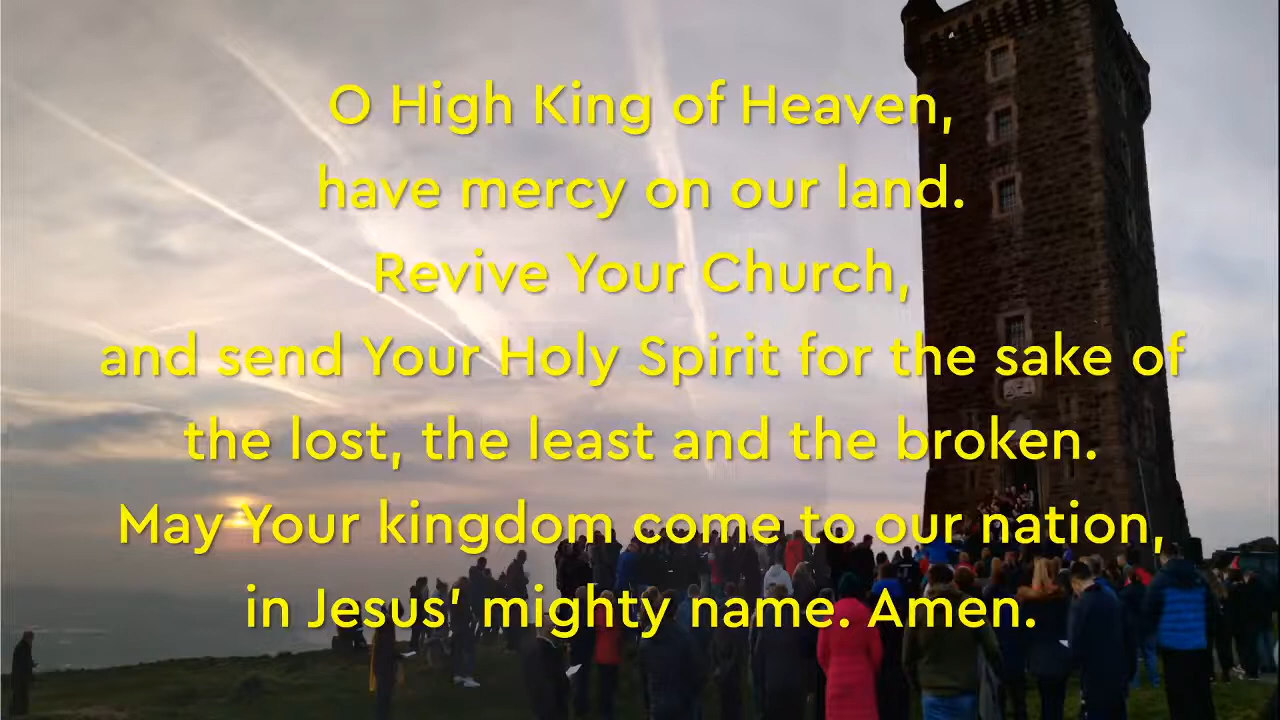 O High King of Heaven,
have mercy on our land.
Revive Your Church,
and send Your Holy Spirit for the sake of
the lost, the least and the broken.
May Your kingdom come to our nation,
in Jesus’ mighty name. Amen.